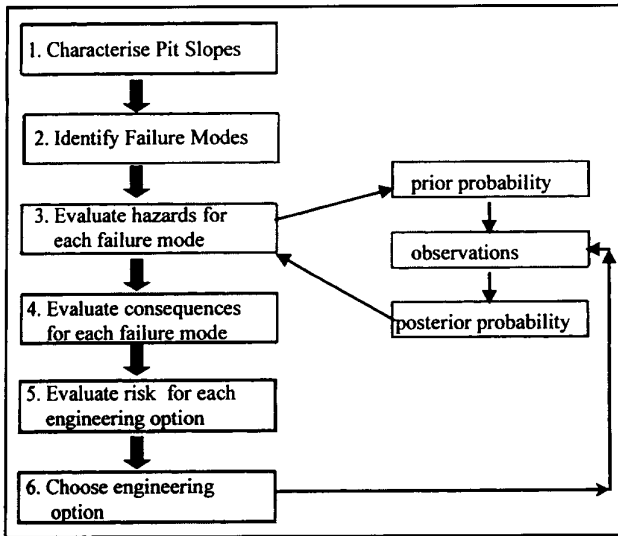 1. Characterise Pit Slopes
2. Identify Failure Modes
3. Evaluate hazards for
each failure mode
4. Evaluate consequences
for each failure mode
5. Evaluate risk for each
engineering option
6. Choose engineering
option
prior probability
observations
posterior probability